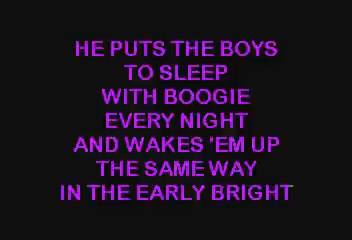 HE PUTS THE BOYS
TO SLEEP
WITH BOOGIE
EVERY NIGHT
AND WAKES 'EM UP
THE SAME WAY
IN THE EARLY BRIGHT